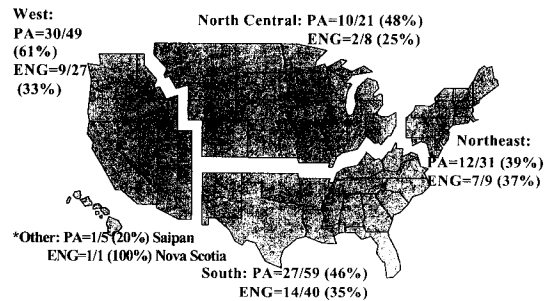 West:
PA=30/49
(61%)
ENG=9/27
(33%)
North Central: PA=10/21 (48%)
ENG=2/8 (25%)
Northeast:
PA=12/31 (39%)
ENG=7/9 (37%)
*Other: PA=1/5 (20%) Saipan
ENG=1/1 (100%) Nova Scotia
South: PA=27/59 (46%)
ENG=14/40 (35%)